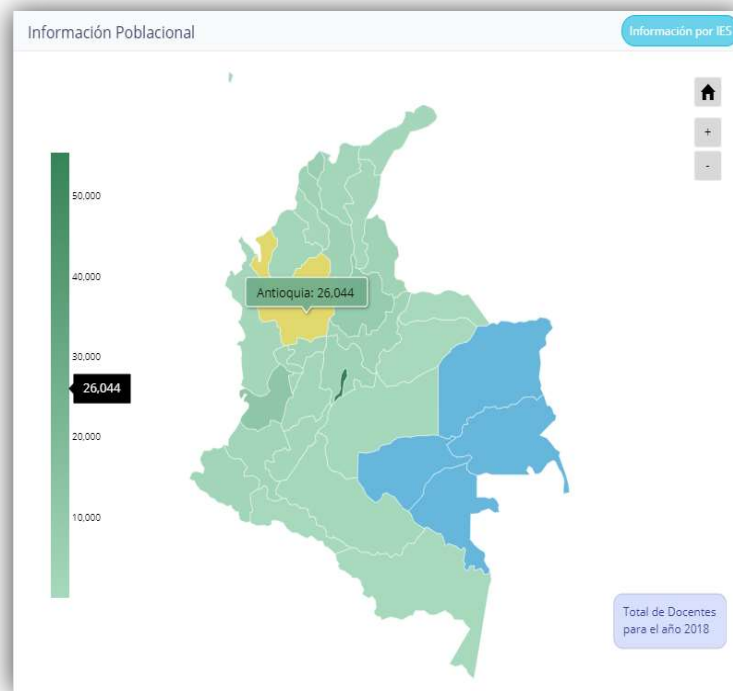 Información Poblacional
Información por IES
+
-
50,000
40,000
30,000
20,000
10,000
Antioquia: 26,044
26,044
Total de Docentes
para el año 2018